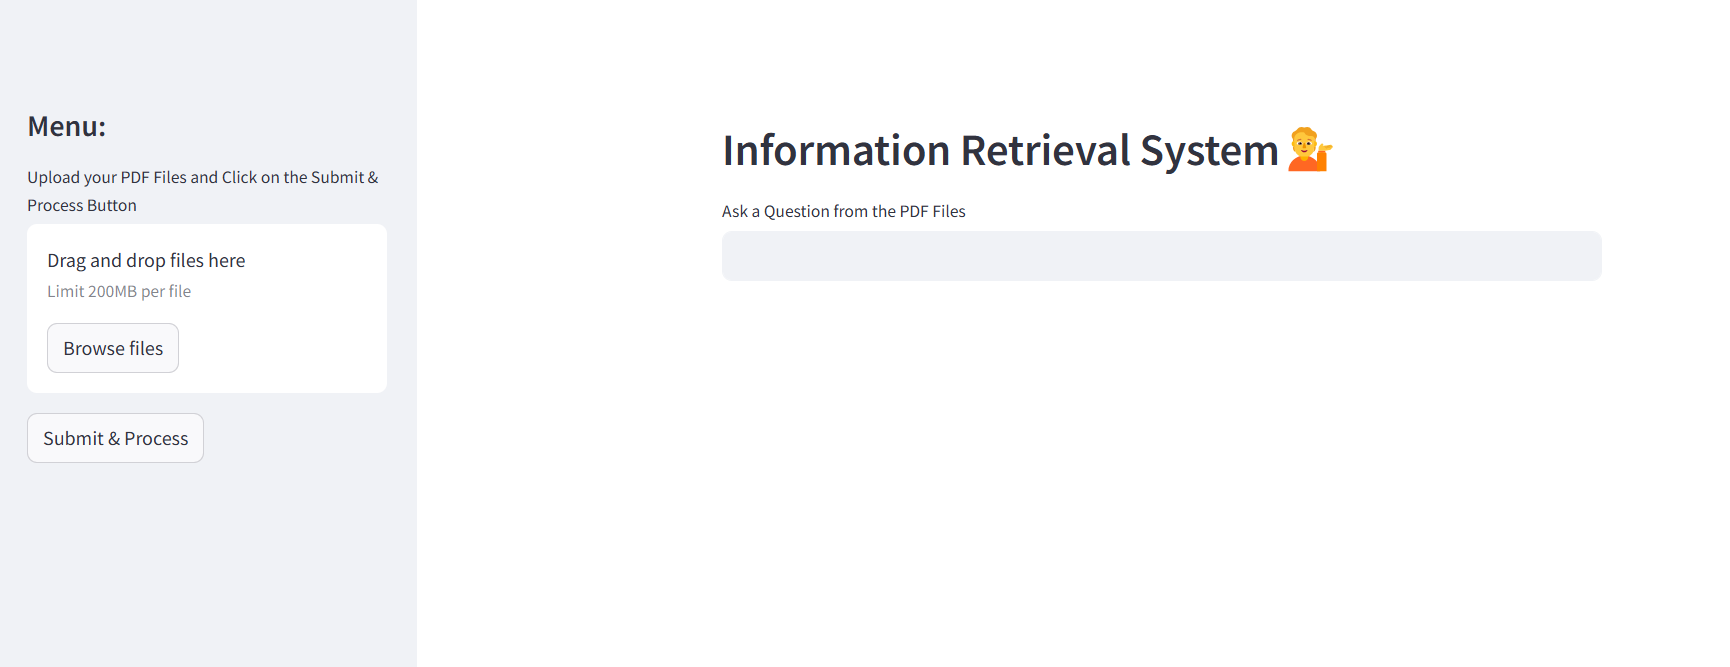 Menu:
Upload your PDF Files and Click on the Submit &
Process Button
Drag and drop files here
Limit 200MB per file
Browse files
Submit & Process
Information Retrieval System 💁
Ask a Question from the PDF Files